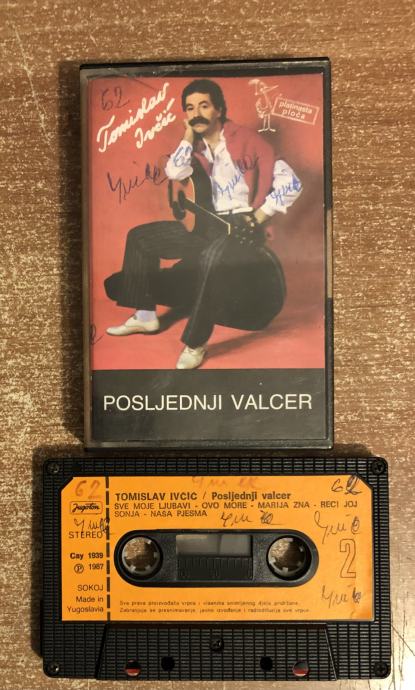 62
Tomislav
Ivčić
platinasta
ploča
POSLJEDNJI VALCER
62
62
Jugoton
TOMISLAV IVČIĆ / Posljednji valcer
SVE MOJE LJUBAVI - OVO MORE - MARIJA ZNA - RECI JOJ
SONJA - NAŠA PJESMA
STEREO
Cay 1939
℗ 1987
2
SOKOJ
Made in
Yugoslavia
Sva prava proizvođača vrpce i vlasnika snimljenog djela pridržana.
Zabranjuje se presnimavanje, javno izvođenje i radiodifuzija ove vrpce.